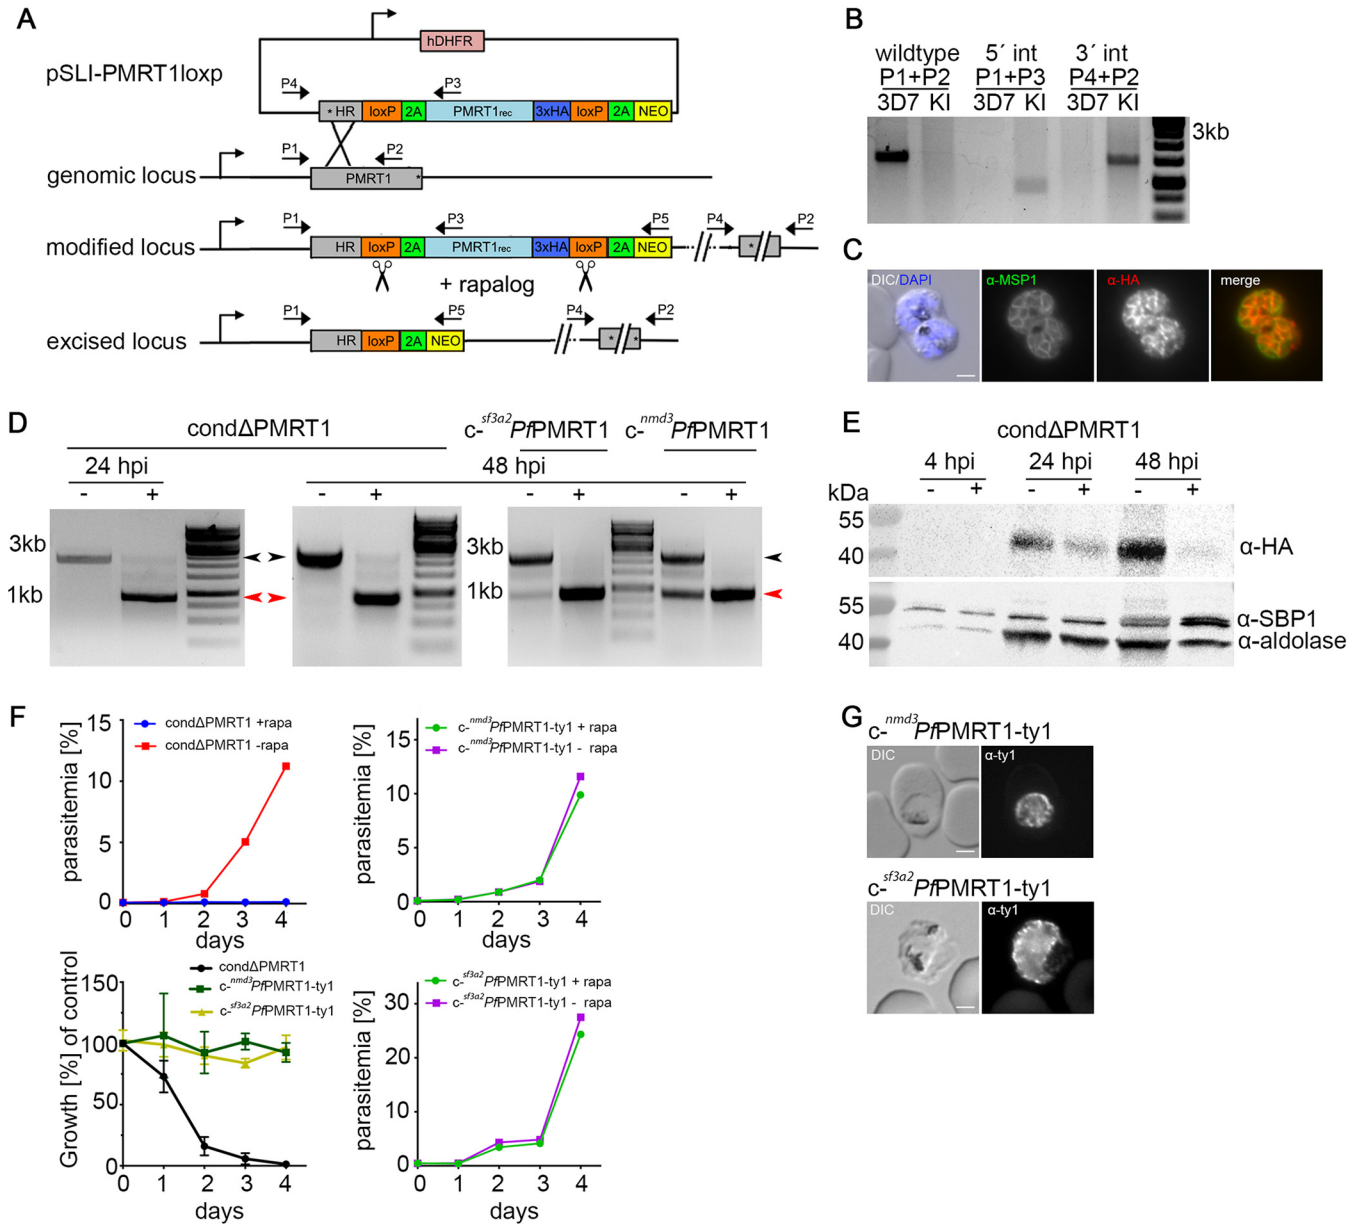 A
pSLI-PMRT1loxp
hDHFR
P4
P3
* HR
loxP
2A
PMRT1rec
3xHA
loxP
2A
NEO
P1
P2
genomic locus
PMRT1
*
modified locus
P1
P3
P5
P4
P2
HR
loxP
2A
PMRT1rec
3xHA
loxP
2A
NEO
*
+ rapalog
excised locus
P1
P5
P4
P2
HR
loxP
2A
NEO
*
*
B
wildtype 5´ int 3´ int
P1+P2 P1+P3 P4+P2
3D7 KI 3D7 KI 3D7 KI
3kb
C
DIC/DAPI
α-MSP1
α-HA
merge
D
condΔPMRT1
c-sf3a2PfPMRT1
c-nmd3PfPMRT1
24 hpi
48 hpi
- + - + - + - +
3kb
1kb
3kb
1kb
E
condΔPMRT1
4 hpi 24 hpi 48 hpi
kDa - + - + - +
55
40
α-HA
55
40
α-SBP1
α-aldolase
F
parasitemia [%]
15
10
5
0
condΔPMRT1 +rapa
condΔPMRT1 -rapa
0 1 2 3 4
days
parasitemia [%]
15
10
5
0
c-nmd3PfPMRT1-ty1 + rapa
c-nmd3PfPMRT1-ty1 - rapa
0 1 2 3 4
days
Growth [%] of control
150
100
50
0
condΔPMRT1
c-nmd3PfPMRT1-ty1
c-sf3a2PfPMRT1-ty1
0 1 2 3 4
days
parasitemia [%]
30
20
10
0
c-sf3a2PfPMRT1-ty1 + rapa
c-sf3a2PfPMRT1-ty1 - rapa
0 1 2 3 4
days
G
c-nmd3PfPMRT1-ty1
DIC
α-ty1
c-sf3a2PfPMRT1-ty1
DIC
α-ty1